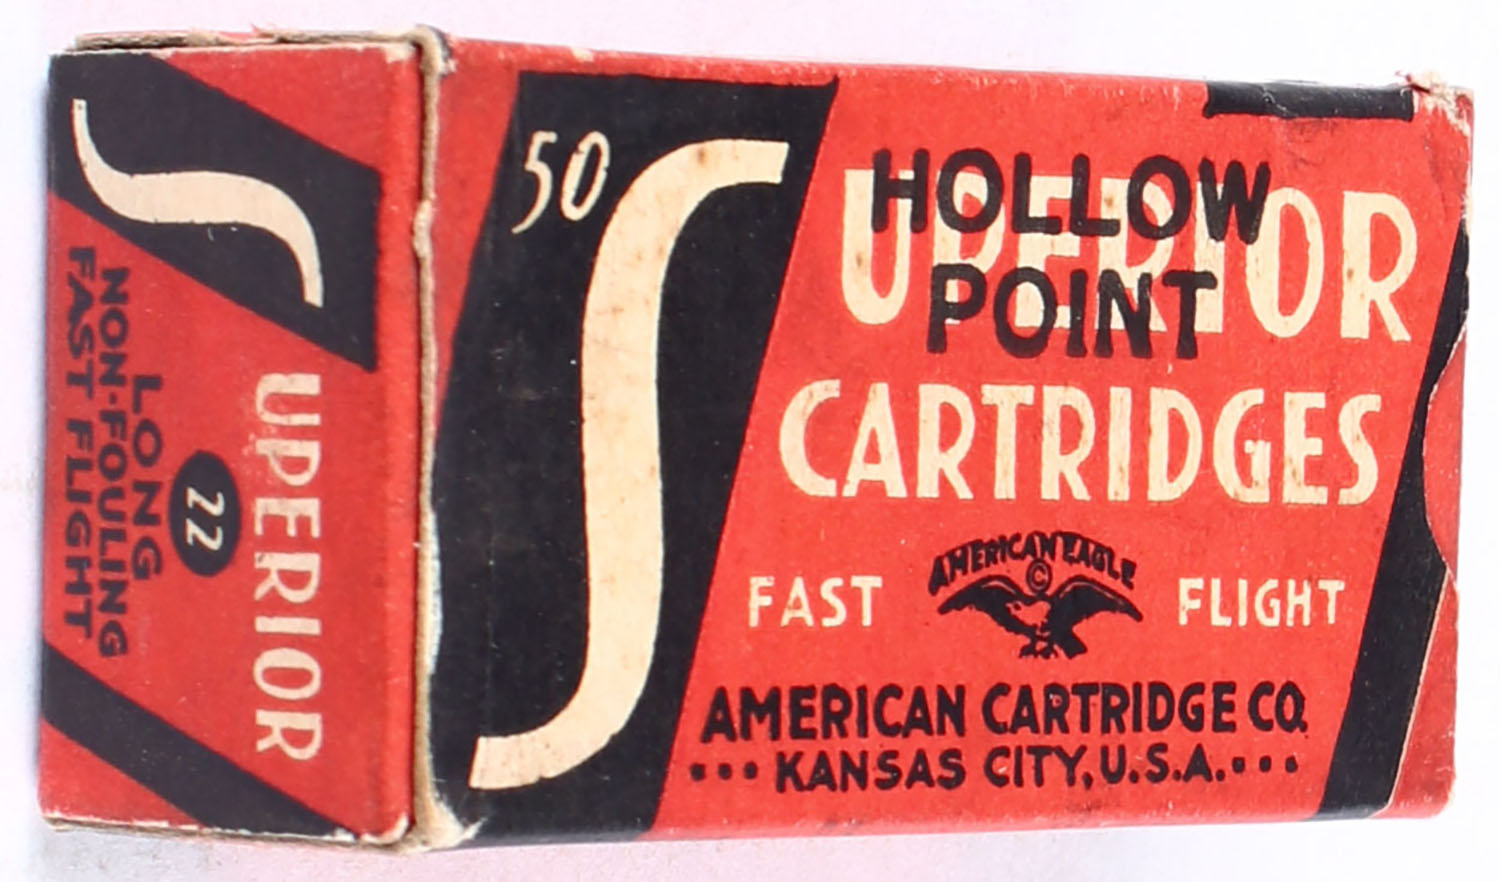 50
SUPERIOR
HOLLOW
POINT
CARTRIDGES
AMERICAN EAGLE
©
FAST FLIGHT
AMERICAN CARTRIDGE CO.
••• KANSAS CITY, U.S.A. •••
SUPERIOR
22
LONG
NON-FOULING
FAST FLIGHT